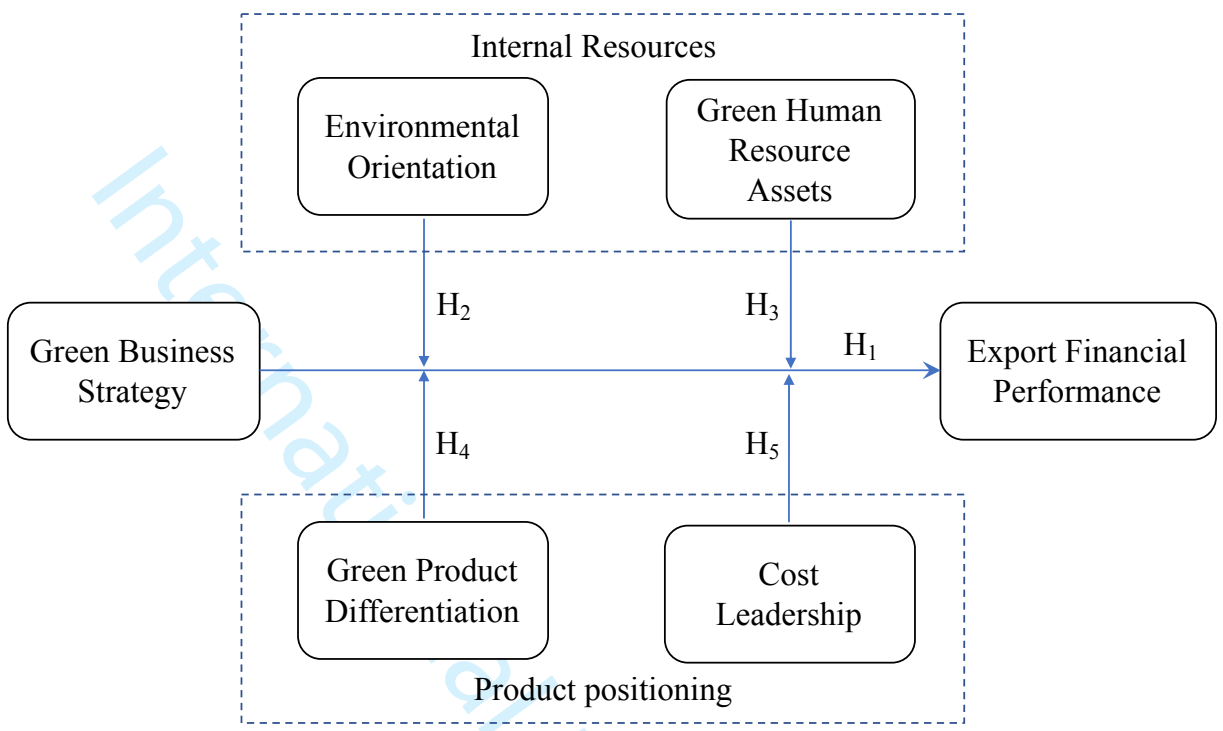 Internal Resources
Environmental
Orientation
Green Human
Resource
Assets
H₂
H₃
Green Business
Strategy
H₁
Export Financial
Performance
H₄
H₅
Green Product
Differentiation
Cost
Leadership
Product positioning
International